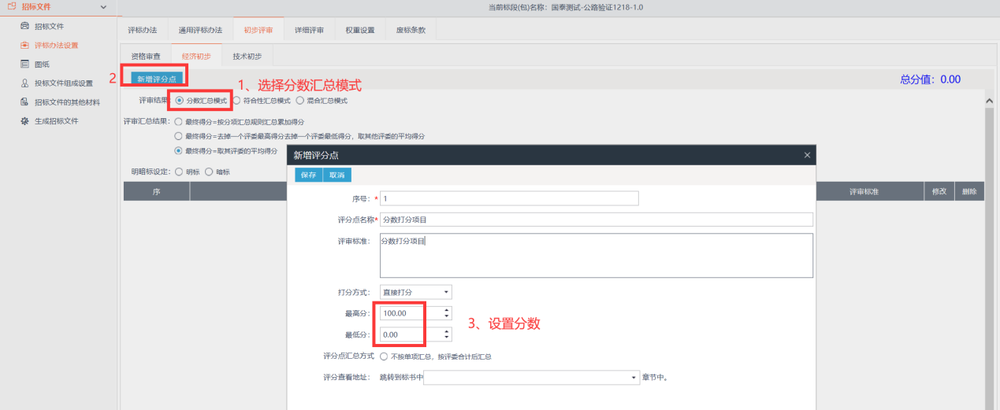 招标文件
当前标段(包)名称：国泰测试-公路验证1218-1.0
招标文件
评标办法设置
图纸
投标文件组成设置
招标文件的其他材料
生成招标文件
评标办法 通用评标办法 初步评审 详细评审 权重设置 废标条款
资格审查 经济初步 技术初步
2 新增评分点 总分值：0.00
1、选择分数汇总模式
评审结果： 分数汇总模式 符合性汇总模式 混合汇总模式
评审汇总结果： 最终得分=按分项汇总规则汇总累加得分
最终得分=去掉一个评委最高得分去掉一个评委最低得分，取其他评委的平均得分
最终得分=取其评委的平均得分
明暗标设定： 明标 暗标
序 评审标准 修改 删除
新增评分点 ×
保存 取消
序号：* 1
评分点名称* 分数打分项目
评审标准： 分数打分项目
打分方式： 直接打分
最高分： 100.00
3、设置分数
最低分： 0.00
评分点汇总方式 不按单项汇总，按评委合计后汇总
评分查看地址： 跳转到标书中 章节中。